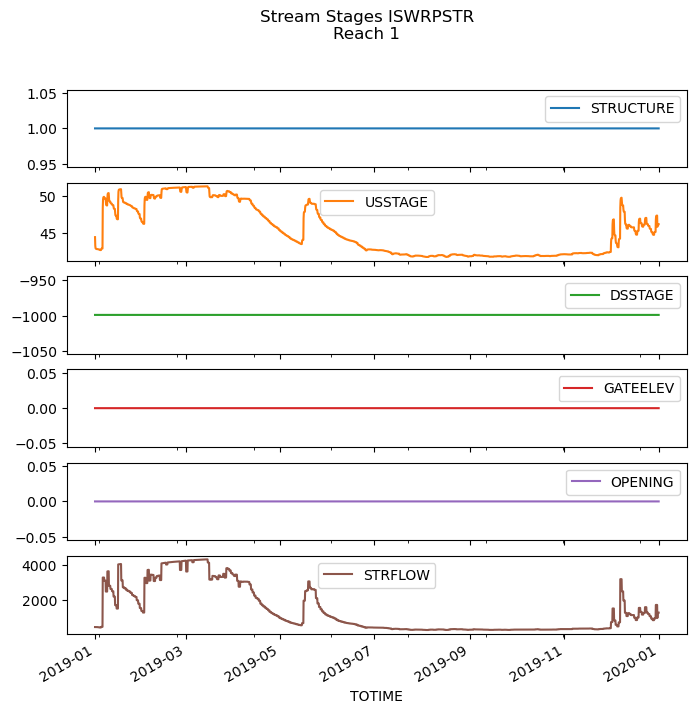 Stream Stages ISWRPSTR
Reach 1
1.05
1.00
0.95
STRUCTURE
50
45
USSTAGE
−950
−1000
−1050
DSSTAGE
0.05
0.00
−0.05
GATEELEV
0.05
0.00
−0.05
OPENING
4000
2000
STRFLOW
2019-01
2019-03
2019-05
2019-07
2019-09
2019-11
2020-01
TOTIME